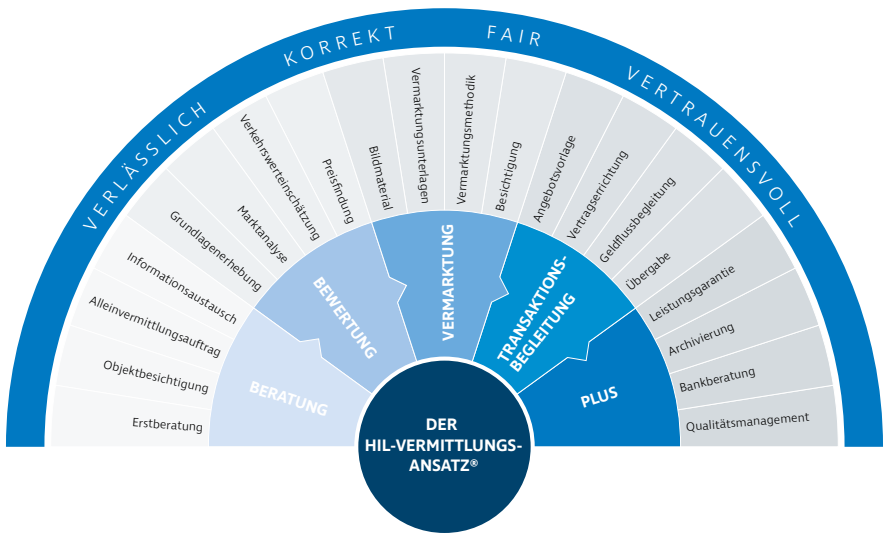 VERLÄSSLICH
KORREKT
FAIR
VERTRAUENSVOLL
Erstberatung
Objektbesichtigung
Alleinvermittlungsauftrag
Informationsaustausch
Grundlagenerhebung
Marktanalyse
Verkehrswerteinschätzung
Preisfindung
Bildmaterial
Vermarktungsunterlagen
Vermarktungsmethodik
Besichtigung
Angebotsvorlage
Vertragserrichtung
Geldflussbegleitung
Übergabe
Leistungsgarantie
Archivierung
Bankberatung
Qualitätsmanagement
BERATUNG
BEWERTUNG
VERMARKTUNG
TRANSAKTIONS-
BEGLEITUNG
PLUS
DER
HIL-VERMITTLUNGS-
ANSATZ®